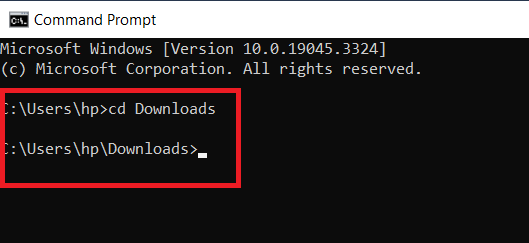 Command Prompt
Microsoft Windows [Version 10.0.19045.3324]
(c) Microsoft Corporation. All rights reserved.
C:\Users\hp>cd Downloads
C:\Users\hp\Downloads>